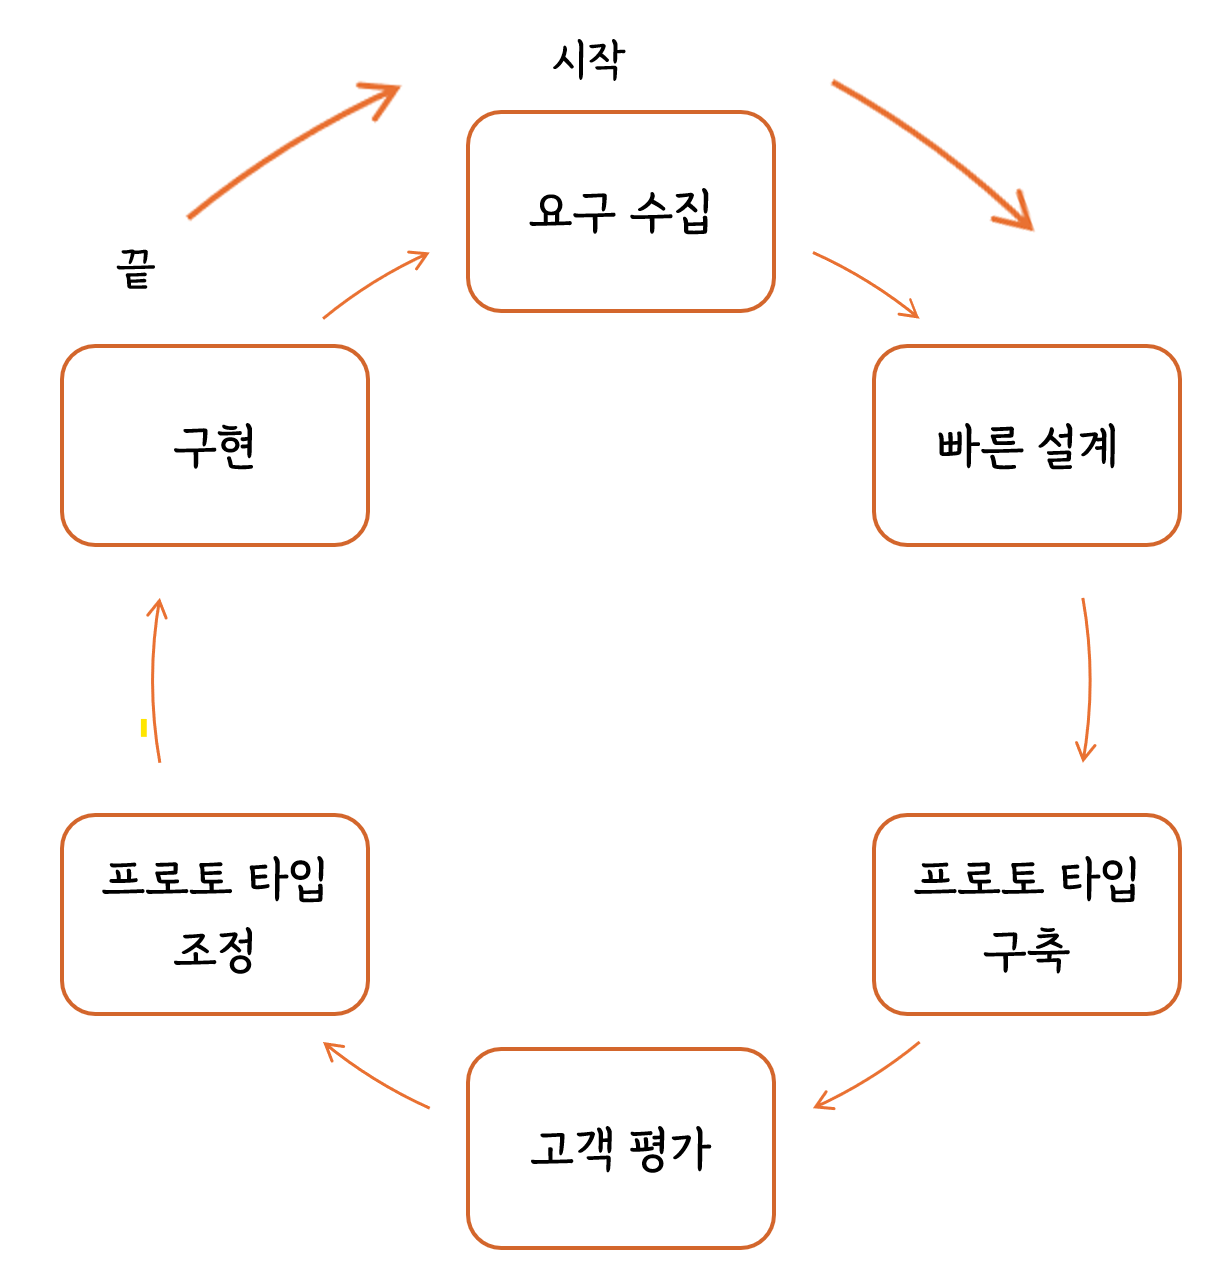 시작
요구 수집
끝
구현
빠른 설계
프로토 타입
조정
프로토 타입
구축
고객 평가